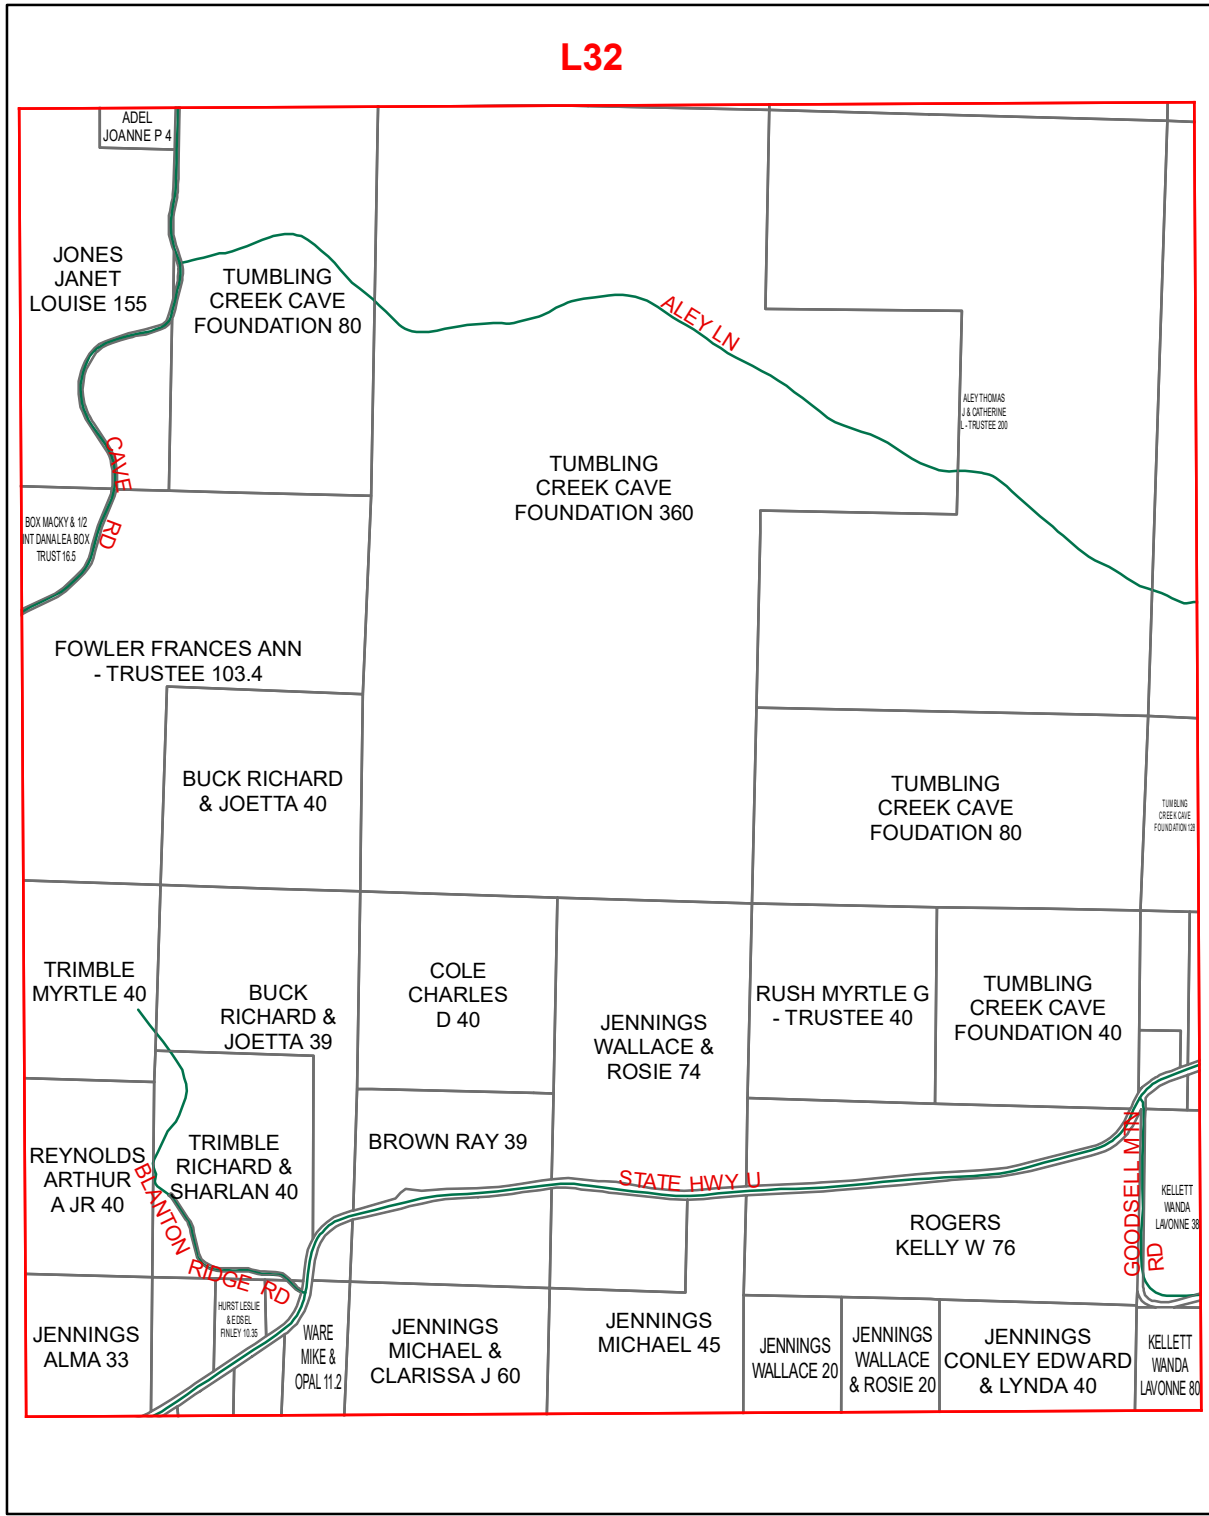 L32
ADEL
JOANNE P 4
JONES
JANET
LOUISE 155
TUMBLING
CREEK CAVE
FOUNDATION 80
ALEY LN
ALEY THOMAS
J & CATHERINE
L - TRUSTEE 200
TUMBLING
CREEK CAVE
FOUNDATION 360
CAVE RD
BOX MACKY & 1/2
INT DANALEA BOX
TRUST 16.5
FOWLER FRANCES ANN
- TRUSTEE 103.4
BUCK RICHARD
& JOETTA 40
TUMBLING
CREEK CAVE
FOUDATION 80
TUMBLING
CREEK CAVE
FOUNDATION 128
TRIMBLE
MYRTLE 40
BUCK
RICHARD &
JOETTA 39
COLE
CHARLES
D 40
JENNINGS
WALLACE &
ROSIE 74
RUSH MYRTLE G
- TRUSTEE 40
TUMBLING
CREEK CAVE
FOUNDATION 40
REYNOLDS
ARTHUR
A JR 40
TRIMBLE
RICHARD &
SHARLAN 40
BROWN RAY 39
STATE HWY U
BLANTON RIDGE RD
ROGERS
KELLY W 76
GOODSELL M IN
RD
KELLETT
WANDA
LAVONNE 38
JENNINGS
ALMA 33
HURST LESLIE
& EDSEL
FINLEY 10.35
WARE
MIKE &
OPAL 11.2
JENNINGS
MICHAEL &
CLARISSA J 60
JENNINGS
MICHAEL 45
JENNINGS
WALLACE 20
JENNINGS
WALLACE
& ROSIE 20
JENNINGS
CONLEY EDWARD
& LYNDA 40
KELLETT
WANDA
LAVONNE 80